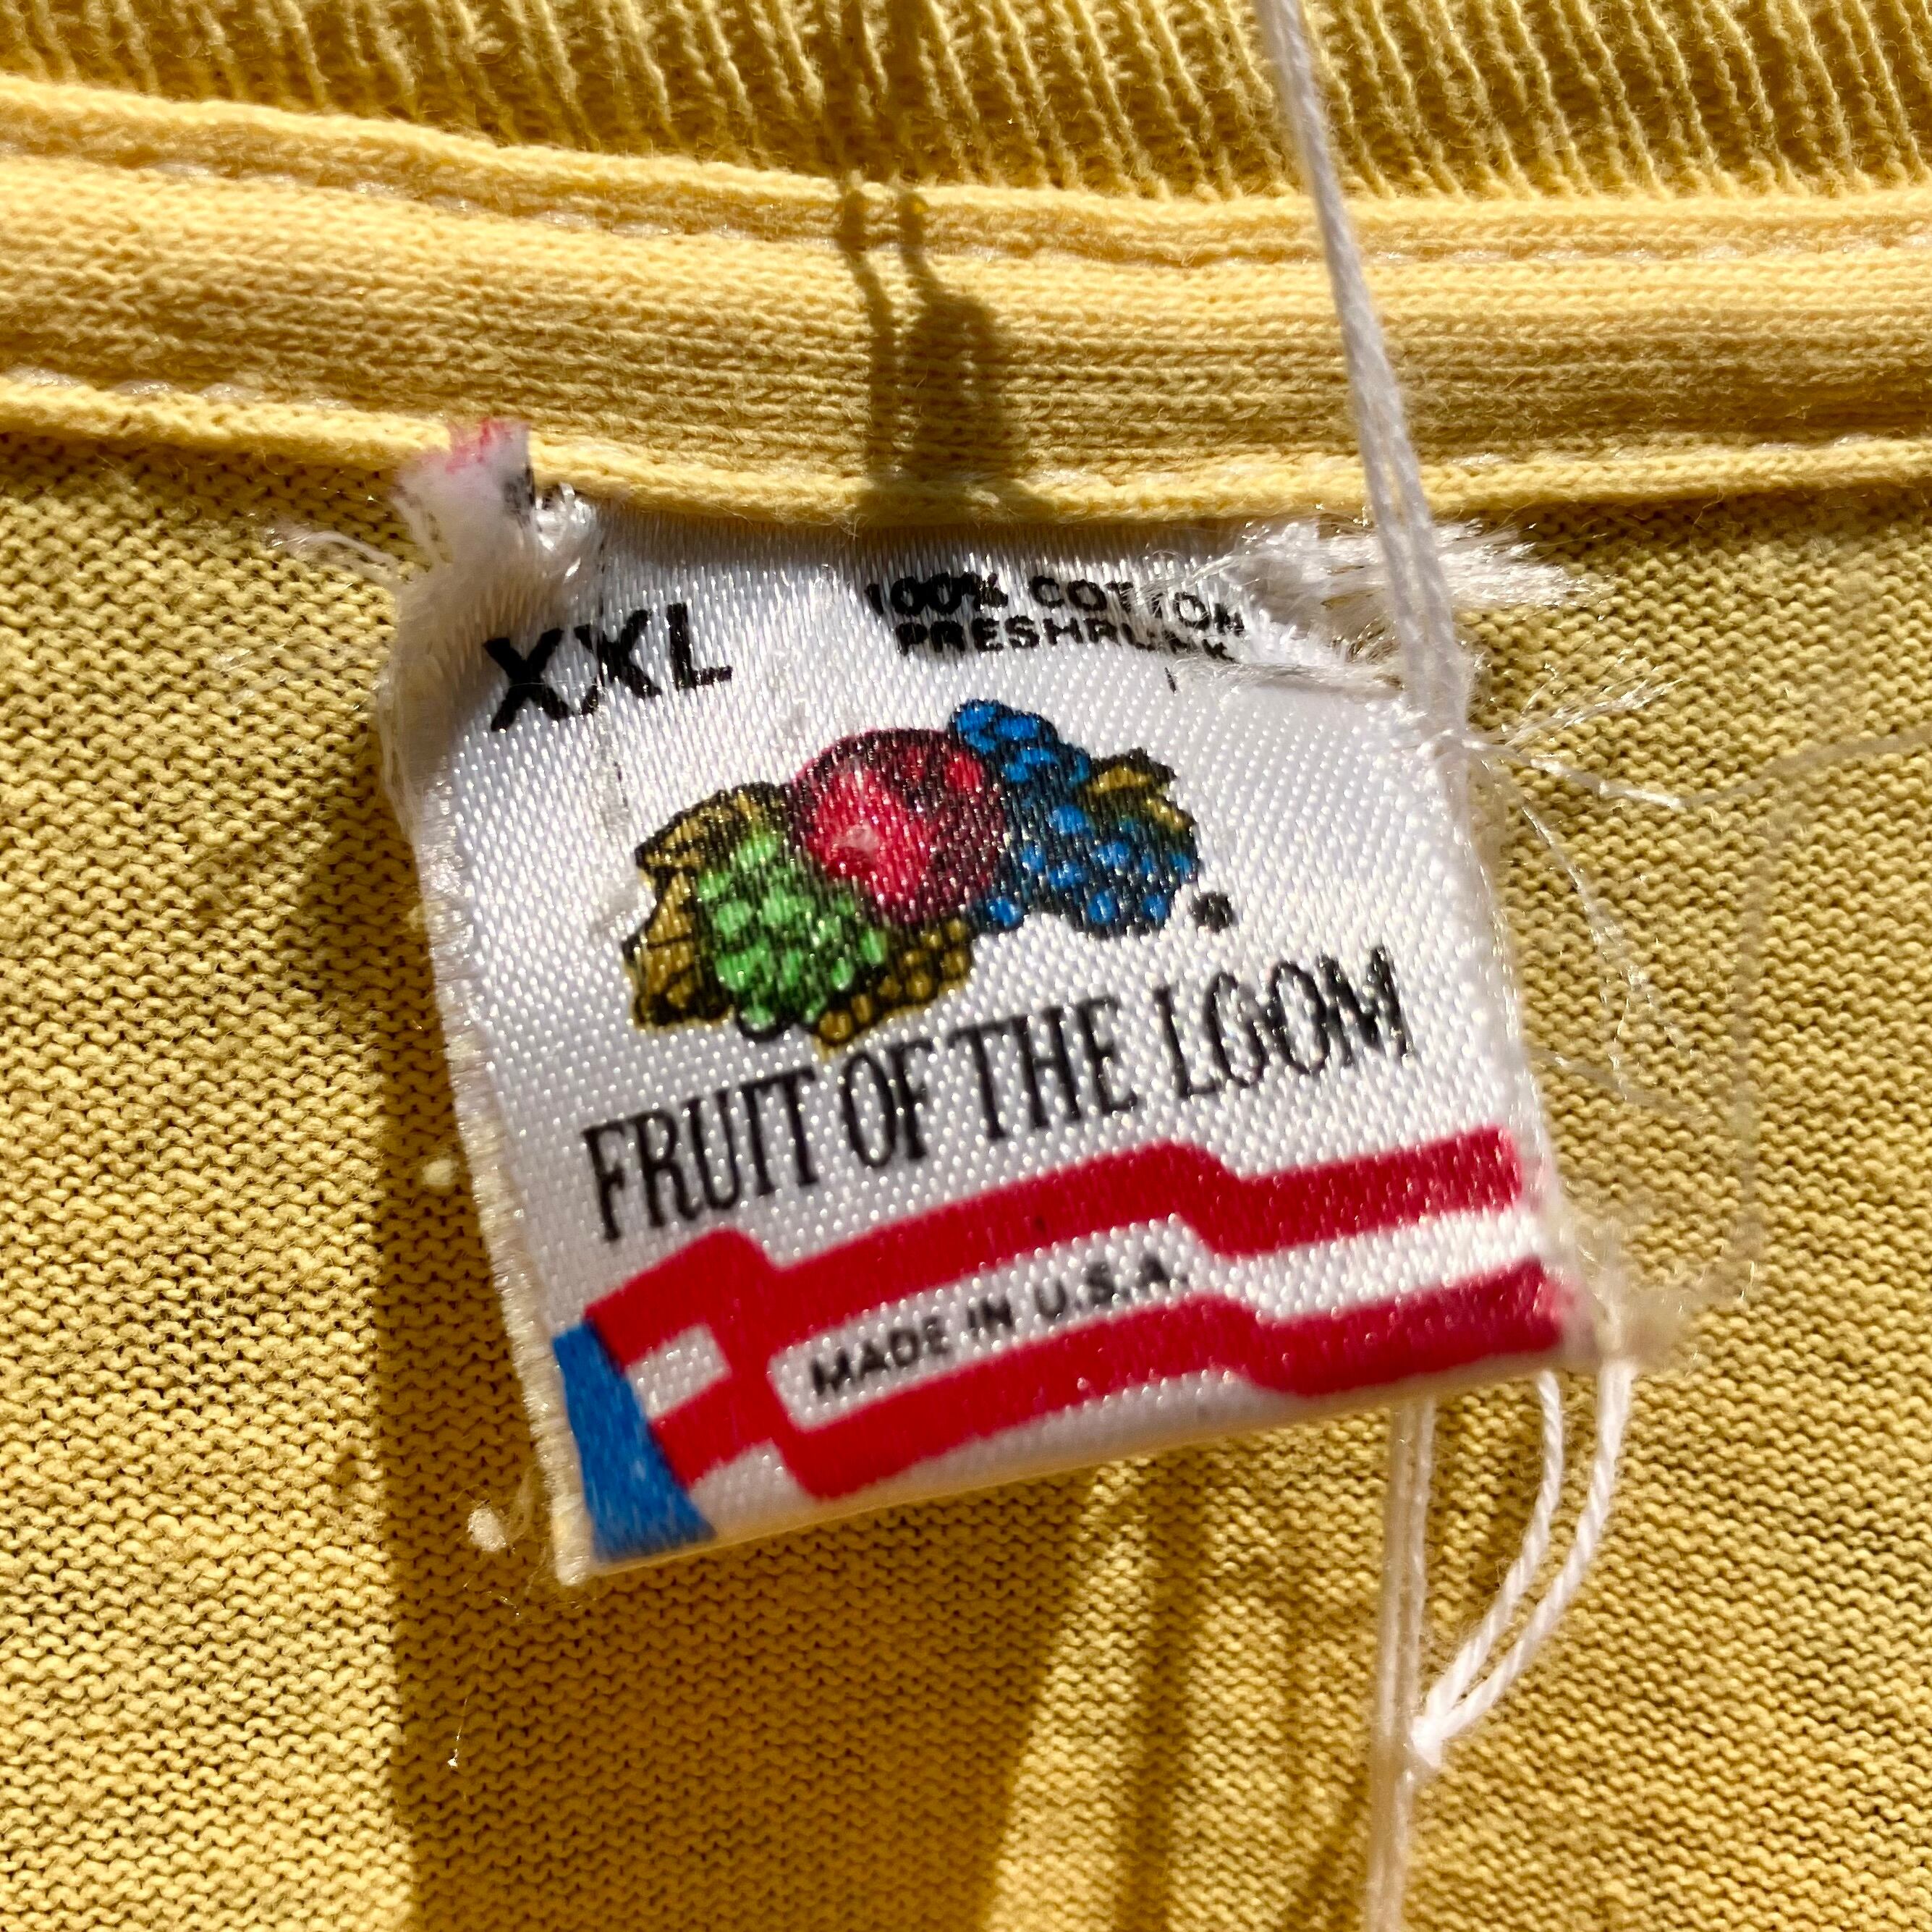 XXL
100% COTTON
PRESHRUNK
®
FRUIT OF THE LOOM
MADE IN U.S.A.